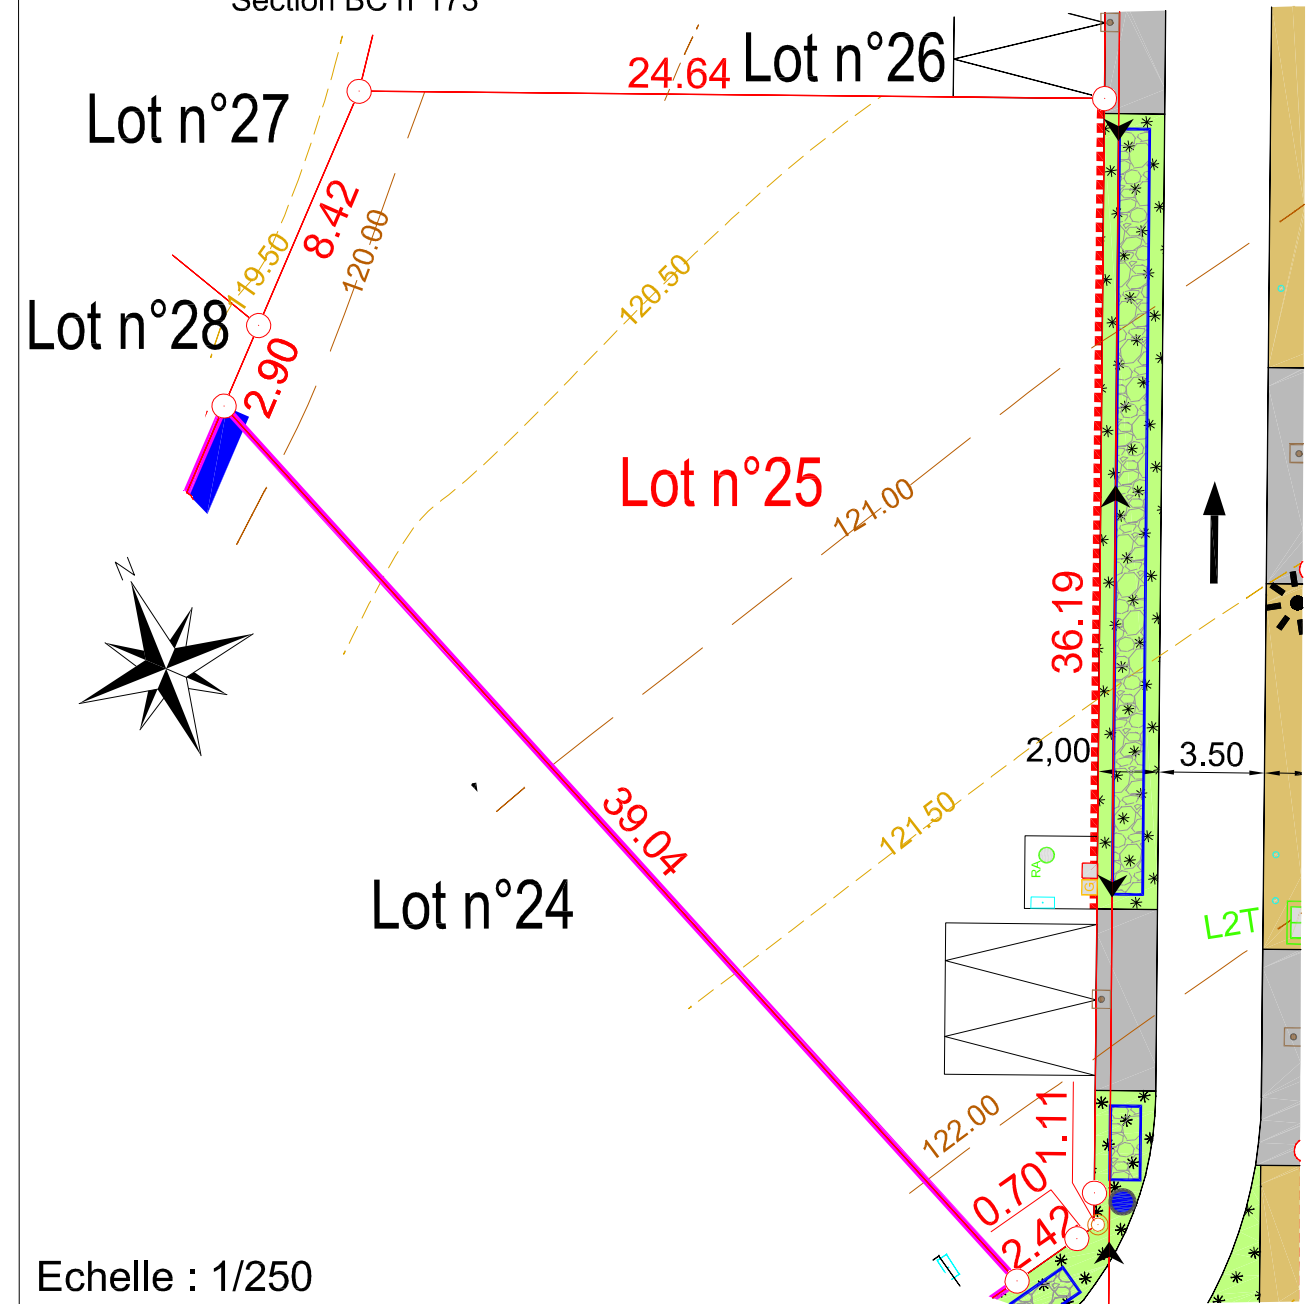 Section BC n°173
Lot n°26
24.64
Lot n°27
8.42
119.50
120.00
120.50
Lot n°28
2.90
Lot n°25
121.00
N
36.19
2,00
3.50
39.04
121.50
RA
G
Lot n°24
L2T
122.00
1.11
0.70
2.42
Echelle : 1/250